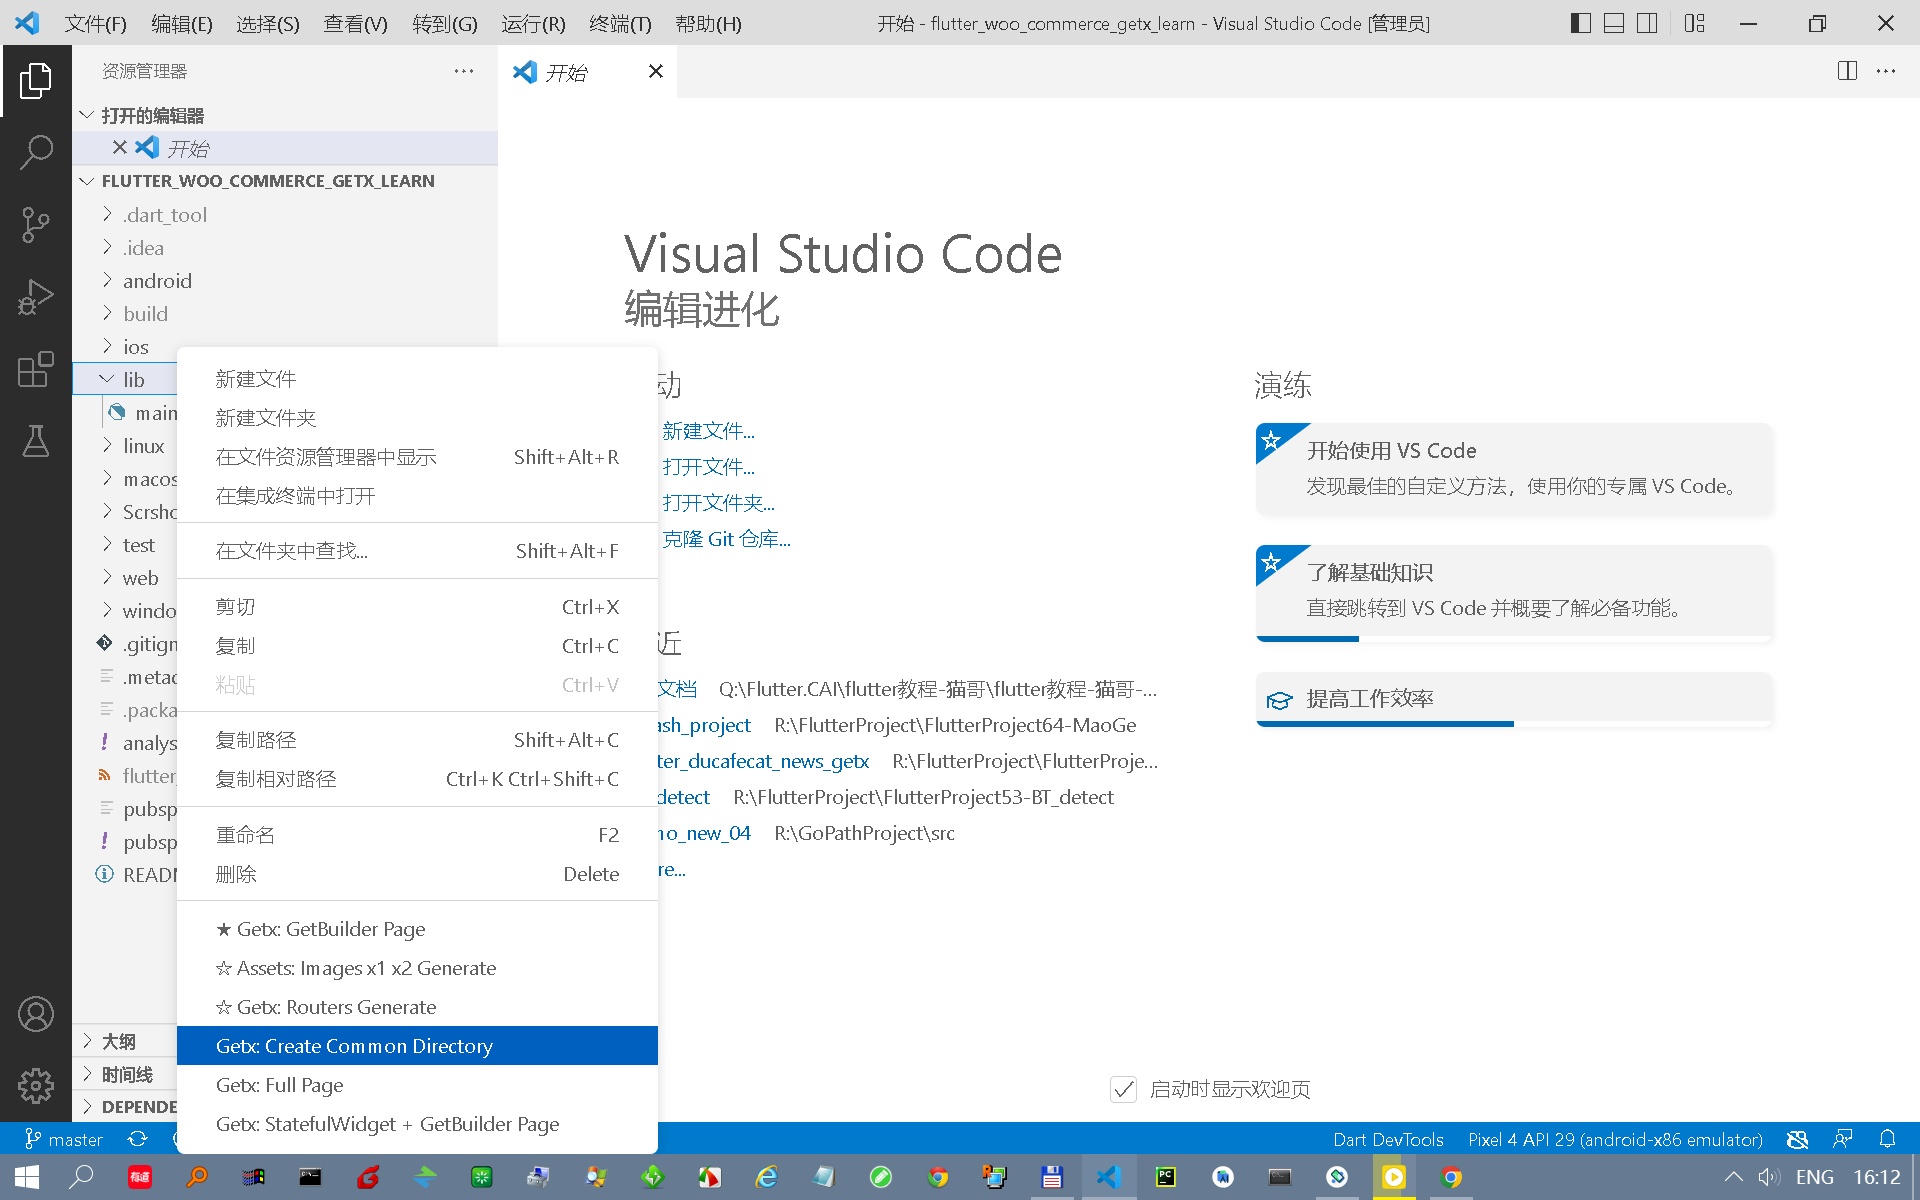 文件(F) 编辑(E) 选择(S) 查看(V) 转到(G) 运行(R) 终端(T) 帮助(H)
开始 - flutter_woo_commerce_getx_learn - Visual Studio Code [管理员]
资源管理器
打开的编辑器
开始
FLUTTER_WOO_COMMERCE_GETX_LEARN
.dart_tool
.idea
android
build
ios
lib
main
linux
macos
Scrsho
test
web
windo
.gitign
.metad
.packa
analys
flutter_
pubsp
pubsp
READ
大纲
时间线
DEPENDE
新建文件
新建文件夹
在文件资源管理器中显示 Shift+Alt+R
在集成终端中打开
在文件夹中查找... Shift+Alt+F
剪切 Ctrl+X
复制 Ctrl+C
粘贴 Ctrl+V
复制路径 Shift+Alt+C
复制相对路径 Ctrl+K Ctrl+Shift+C
重命名 F2
删除 Delete
★ Getx: GetBuilder Page
☆ Assets: Images x1 x2 Generate
☆ Getx: Routers Generate
Getx: Create Common Directory
Getx: Full Page
Getx: StatefulWidget + GetBuilder Page
开始
Visual Studio Code
编辑进化
动
新建文件...
打开文件...
打开文件夹...
克隆 Git 仓库...
近
文档 Q:\Flutter.CAI\flutter教程-猫哥\flutter教程-猫哥-...
ash_project R:\FlutterProject\FlutterProject64-MaoGe
ter_ducafecat_news_getx R:\FlutterProject\FlutterProje...
detect R:\FlutterProject\FlutterProject53-BT_detect
no_new_04 R:\GoPathProject\src
re...
演练
开始使用 VS Code
发现最佳的自定义方法，使用你的专属 VS Code。
了解基础知识
直接跳转到 VS Code 并概要了解必备功能。
提高工作效率
启动时显示欢迎页
master
Dart DevTools Pixel 4 API 29 (android-x86 emulator)
有道
PC
ENG 16:12